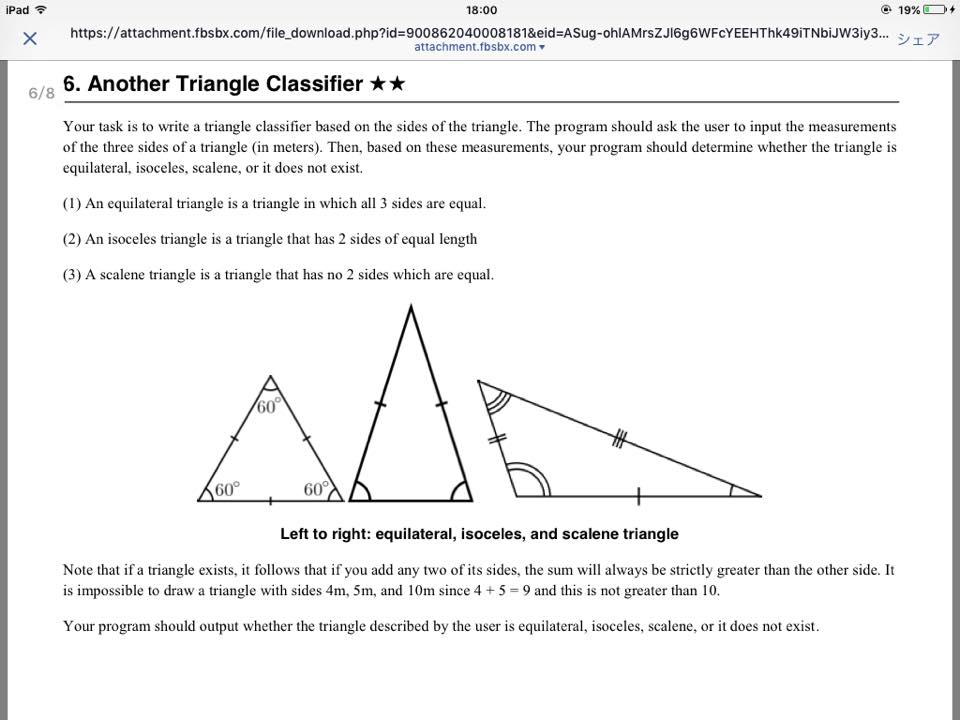 iPad 18:00 19%
https://attachment.fbsbx.com/file_download.php?id=900862040008181&eid=ASug-ohlAMrsZJl6g6WFcYEEHThk49iTNbiJW3iy3... シェア
attachment.fbsbx.com
6/8 6. Another Triangle Classifier ★★
Your task is to write a triangle classifier based on the sides of the triangle. The program should ask the user to input the measurements
of the three sides of a triangle (in meters). Then, based on these measurements, your program should determine whether the triangle is
equilateral, isoceles, scalene, or it does not exist.
(1) An equilateral triangle is a triangle in which all 3 sides are equal.
(2) An isoceles triangle is a triangle that has 2 sides of equal length
(3) A scalene triangle is a triangle that has no 2 sides which are equal.
60°
60° 60°
Left to right: equilateral, isoceles, and scalene triangle
Note that if a triangle exists, it follows that if you add any two of its sides, the sum will always be strictly greater than the other side. It
is impossible to draw a triangle with sides 4m, 5m, and 10m since 4 + 5 = 9 and this is not greater than 10.
Your program should output whether the triangle described by the user is equilateral, isoceles, scalene, or it does not exist.